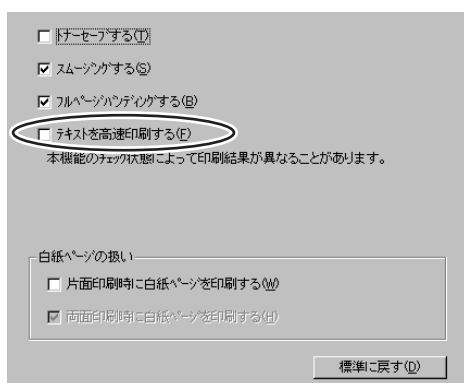 トナーセーブする(T)
スムージングする(S)
フルページバンディングする(B)
テキストを高速印刷する(F)
本機能のチェック状態によって印刷結果が異なることがあります。
白紙ページの扱い
片面印刷時に白紙ページを印刷する(W)
両面印刷時に白紙ページを印刷する(H)
標準に戻す(D)